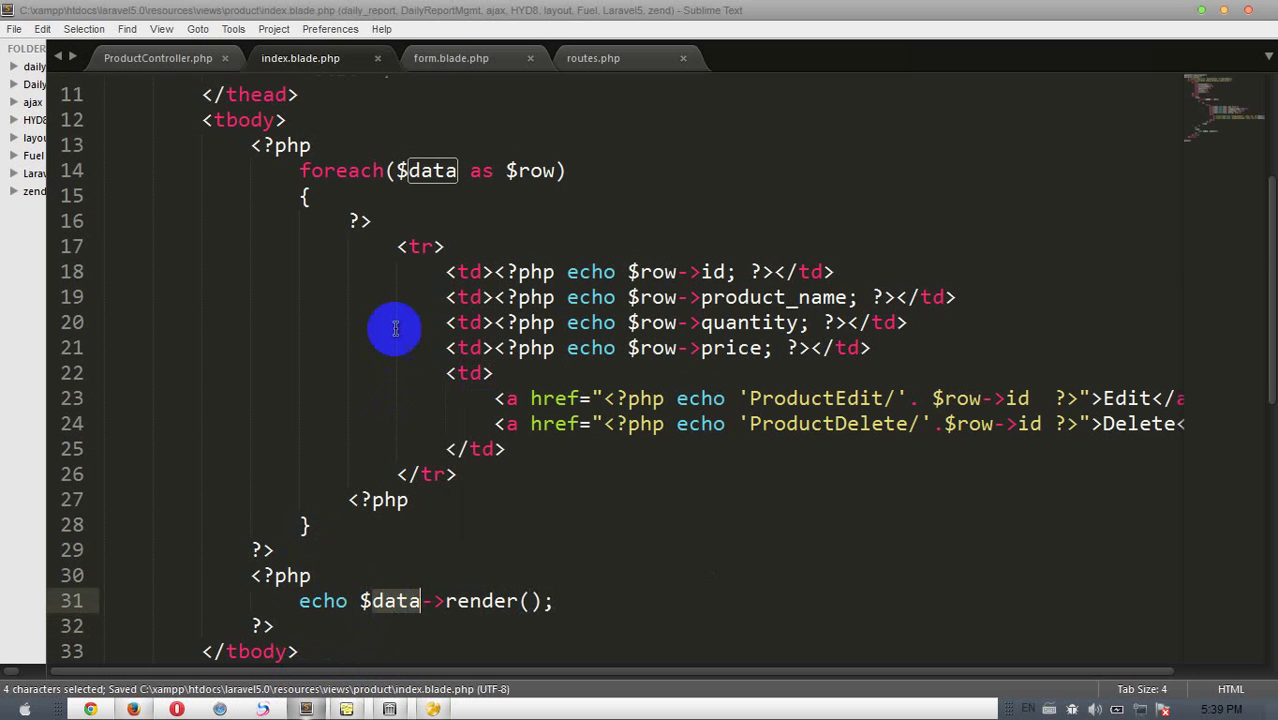 C:\xampp\htdocs\laravel5.0\resources\views\product\index.blade.php (daily_report, DailyReportMgmt, ajax, HYD8, layout, Fuel, Laravel5, zend) - Sublime Text
File Edit Selection Find View Goto Tools Project Preferences Help
FOLDER
ProductController.php × index.blade.php × form.blade.php × routes.php ×
daily
Daily
ajax
HYD8
layou
Fuel
Larav
zend
11 </thead>
12 <tbody>
13 <?php
14 foreach($data as $row)
15 {
16 ?>
17 <tr>
18 <td><?php echo $row->id; ?></td>
19 <td><?php echo $row->product_name; ?></td>
20 <td><?php echo $row->quantity; ?></td>
21 <td><?php echo $row->price; ?></td>
22 <td>
23 <a href="<?php echo 'ProductEdit/'. $row->id  ?>">Edit</a
24 <a href="<?php echo 'ProductDelete/'.$row->id ?>">Delete<
25 </td>
26 </tr>
27 <?php
28 }
29 ?>
30 <?php
31 echo $data->render();
32 ?>
33 </tbody>
4 characters selected; Saved C:\xampp\htdocs\laravel5.0\resources\views\product\index.blade.php (UTF-8) Tab Size: 4 HTML
EN 5:39 PM